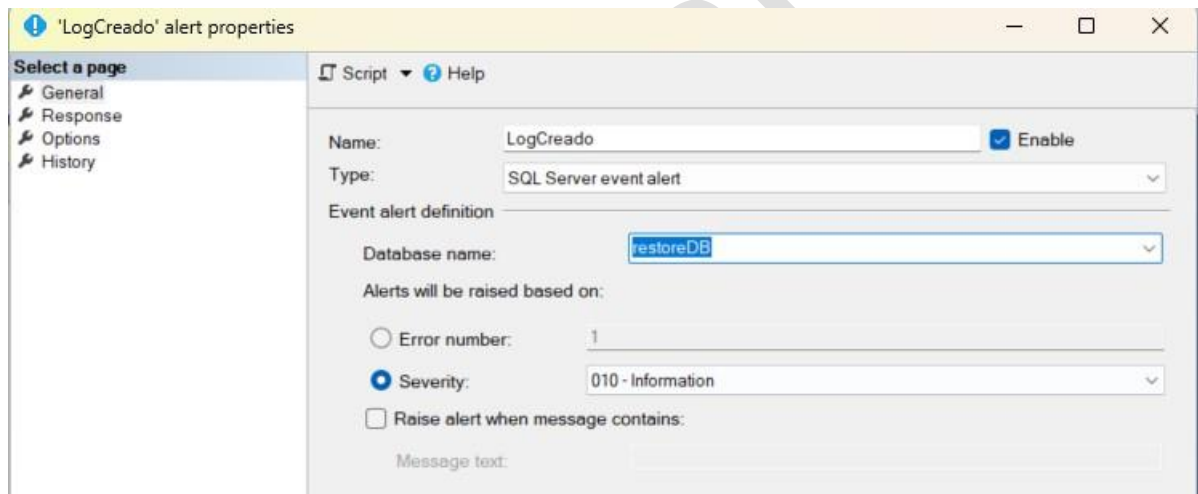 'LogCreado' alert properties
Select a page
General
Response
Options
History
Script Help
Name: LogCreado Enable
Type: SQL Server event alert
Event alert definition
Database name: restoreDB
Alerts will be raised based on:
Error number: 1
Severity: 010 - Information
Raise alert when message contains:
Message text: